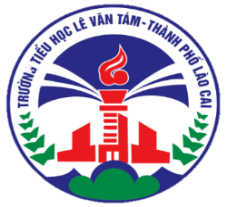 TRƯỜNG TIỂU HỌC LÊ VĂN TÁM - THÀNH PHỐ LÀO CAI